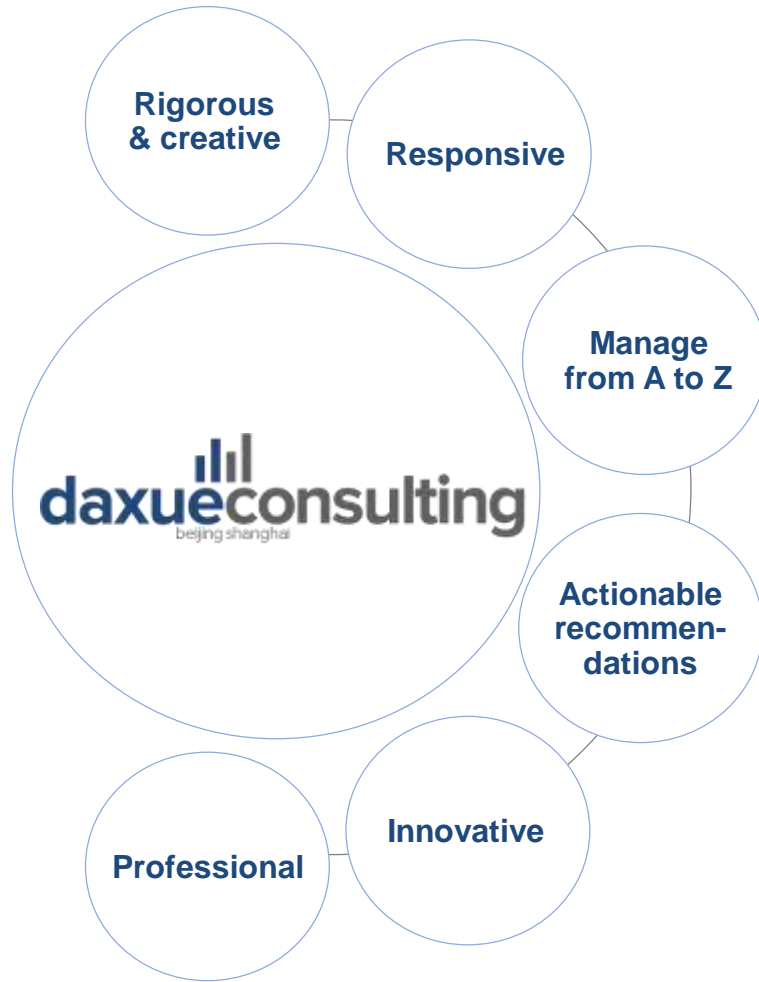 Rigorous
& creative
Responsive
Manage
from A to Z
daxueconsulting
beijing shanghai
Actionable
recommen-
dations
Innovative
Professional